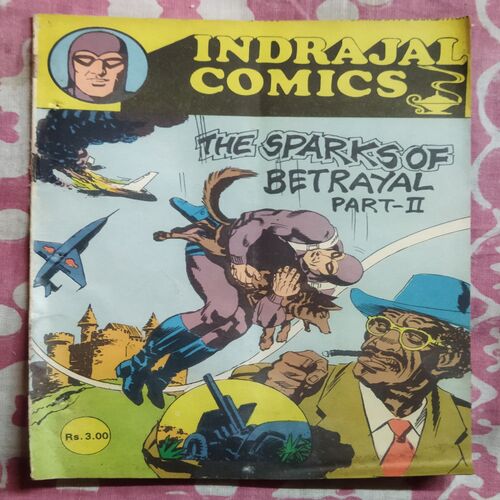 INDRAJAL
COMICS
THE SPARKS OF
BETRAYAL
PART-II
Rs. 3.00